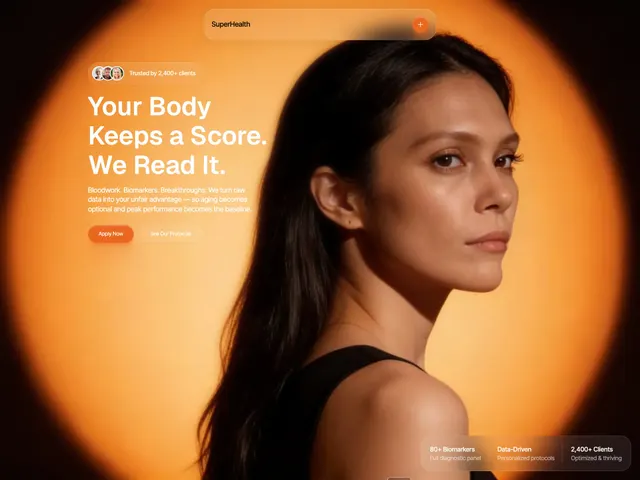 SuperHealth
Trusted by 2,400+ clients
Your Body
Keeps a Score.
We Read It.
Bloodwork. Biomarkers. Breakthroughs. We turn raw
data into your unfair advantage — so aging becomes
optional and peak performance becomes the baseline.
Apply Now
See Our Protocol
80+ Biomarkers
Full diagnostic panel
Data-Driven
Personalized protocols
2,400+ Clients
Optimized & thriving